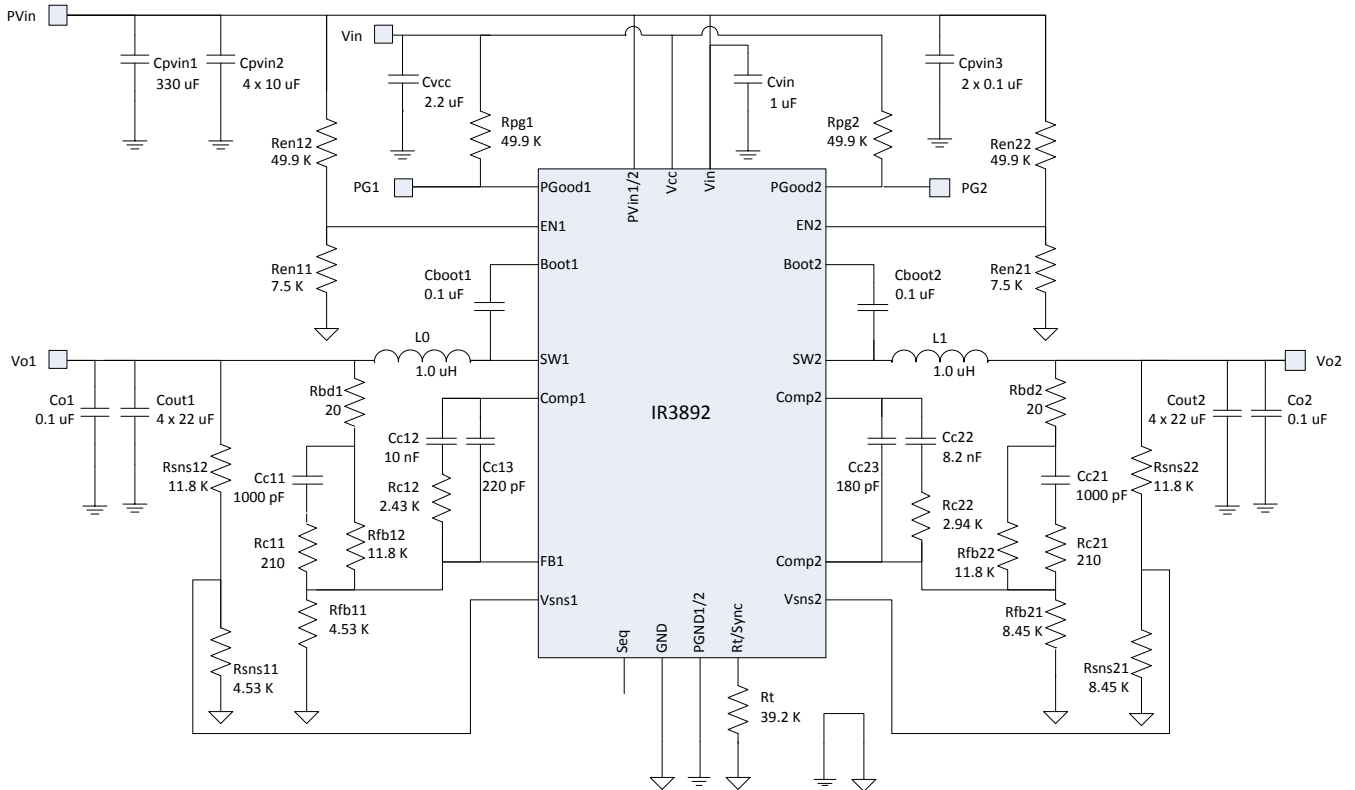 PVin
Vin
Cpvin1
330 uF
Cpvin2
4 x 10 uF
Cvcc
2.2 uF
Cvin
1 uF
Cpvin3
2 x 0.1 uF
Rpg1
49.9 K
Rpg2
49.9 K
Ren12
49.9 K
Ren22
49.9 K
PG1
PGood1
PVin1/2
Vcc
Vin
PGood2
PG2
EN1
EN2
Ren11
7.5 K
Boot1
Boot2
Ren21
7.5 K
Cboot1
0.1 uF
Cboot2
0.1 uF
L0
1.0 uH
L1
1.0 uH
Vo1
SW1
SW2
Vo2
Co1
0.1 uF
Cout1
4 x 22 uF
Rbd1
20
Comp1
IR3892
Comp2
Rbd2
20
Cout2
4 x 22 uF
Co2
0.1 uF
Rsns12
11.8 K
Cc11
1000 pF
Cc12
10 nF
Cc13
220 pF
Rc12
2.43 K
Cc23
180 pF
Cc22
8.2 nF
Cc21
1000 pF
Rsns22
11.8 K
Rc22
2.94 K
Rc11
210
Rfb12
11.8 K
Rfb22
11.8 K
Rc21
210
FB1
Comp2
Vsns1
Vsns2
Rfb11
4.53 K
Rfb21
8.45 K
Rsns11
4.53 K
Rsns21
8.45 K
Seq
GND
PGND1/2
Rt/Sync
Rt
39.2 K